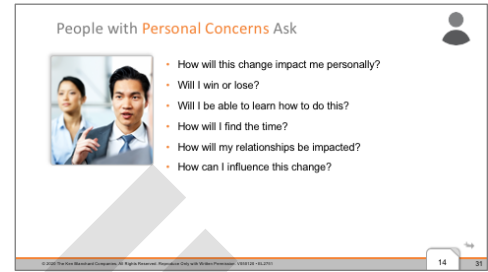 People with Personal Concerns Ask
• How will this change impact me personally?
• Will I win or lose?
• Will I be able to learn how to do this?
• How will I find the time?
• How will my relationships be impacted?
• How can I influence this change?
14
31